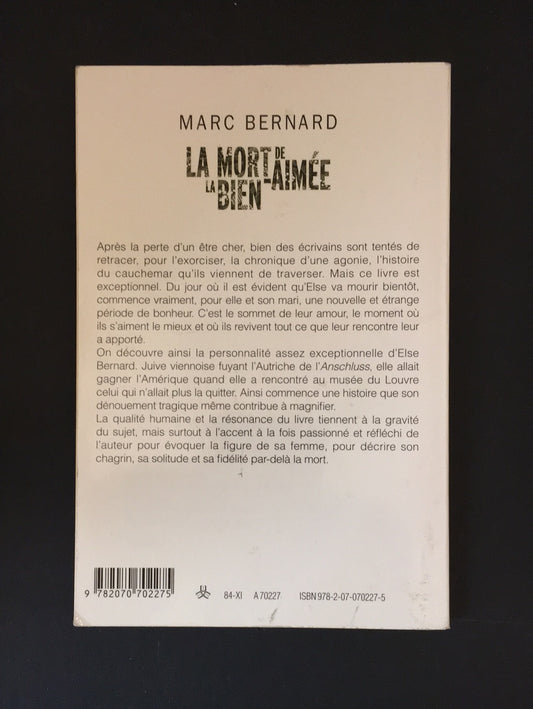 MARC BERNARD
LA MORT DE
LA BIEN-AIMÉE
Après la perte d'un être cher, bien des écrivains sont tentés de
retracer, pour l'exorciser, la chronique d'une agonie, l'histoire
du cauchemar qu'ils viennent de traverser. Mais ce livre est
exceptionnel. Du jour où il est évident qu'Else va mourir bientôt,
commence vraiment, pour elle et son mari, une nouvelle et étrange
période de bonheur. C'est le sommet de leur amour, le moment où
ils s'aiment le mieux et où ils revivent tout ce que leur rencontre leur
a apporté.
On découvre ainsi la personnalité assez exceptionnelle d'Else
Bernard. Juive viennoise fuyant l'Autriche de l'Anschluss, elle allait
gagner l'Amérique quand elle a rencontré au musée du Louvre
celui qui n'allait plus la quitter. Ainsi commence une histoire que son
dénouement tragique même contribue à magnifier.
La qualité humaine et la résonance du livre tiennent à la gravité
du sujet, mais surtout à l'accent à la fois passionné et réfléchi de
l'auteur pour évoquer la figure de sa femme, pour décrire son
chagrin, sa solitude et sa fidélité par-delà la mort.
9 782070 702275
84-XI A 70227 ISBN 978-2-07-070227-5